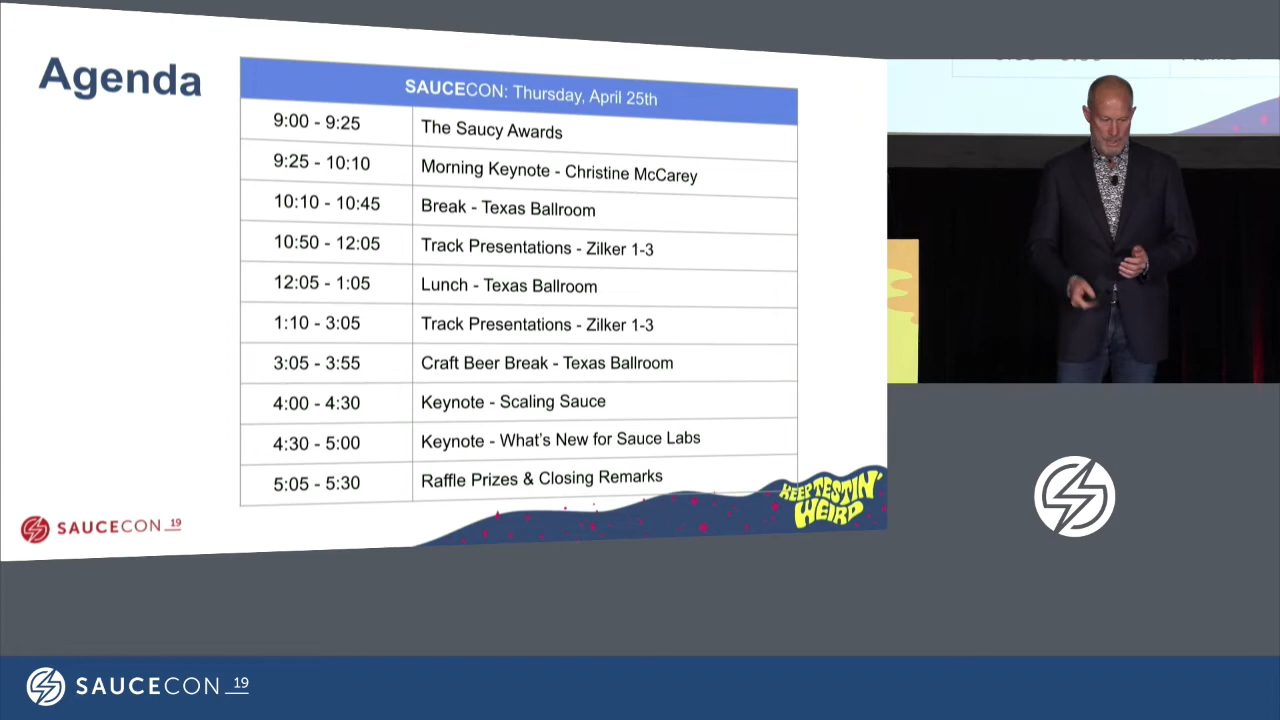 Agenda
SAUCECON: Thursday, April 25th
9:00 - 9:25 The Saucy Awards
9:25 - 10:10 Morning Keynote - Christine McCarey
10:10 - 10:45 Break - Texas Ballroom
10:50 - 12:05 Track Presentations - Zilker 1-3
12:05 - 1:05 Lunch - Texas Ballroom
1:10 - 3:05 Track Presentations - Zilker 1-3
3:05 - 3:55 Craft Beer Break - Texas Ballroom
4:00 - 4:30 Keynote - Scaling Sauce
4:30 - 5:00 Keynote - What's New for Sauce Labs
5:05 - 5:30 Raffle Prizes & Closing Remarks
KEEP TESTIN'
WEIRD
SAUCECON 19
SAUCECON 19